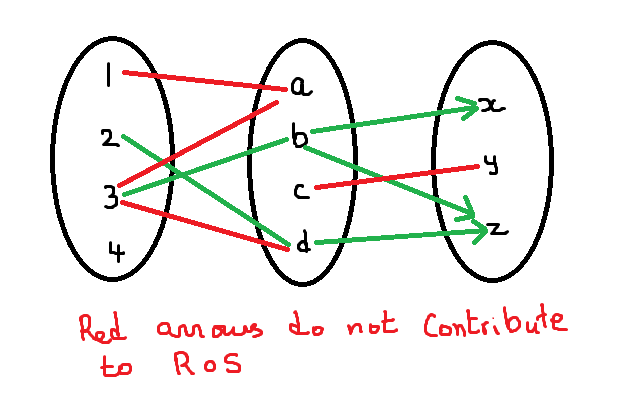 1
2
3
4
a
b
c
d
x
y
z
Red arrows do not contribute
to RoS